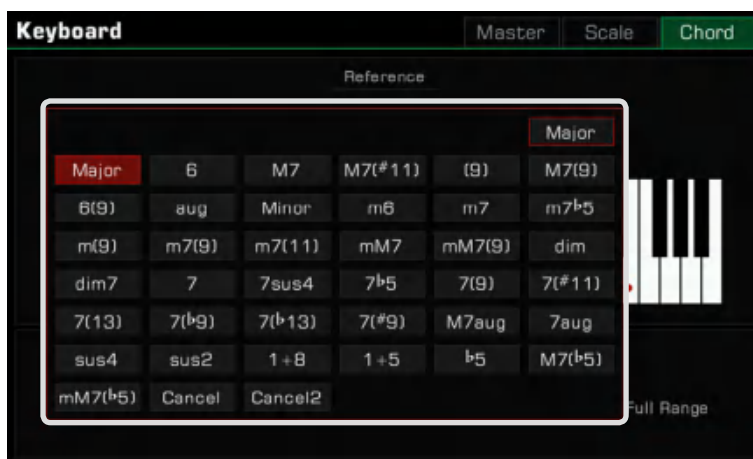 Keyboard Master Scale Chord
Reference
Major
Major 6 M7 M7(#11) (9) M7(9)
6(9) aug Minor m6 m7 m7♭5
m(9) m7(9) m7(11) mM7 mM7(9) dim
dim7 7 7sus4 7♭5 7(9) 7(#11)
7(13) 7(♭9) 7(♭13) 7(#9) M7aug 7aug
sus4 sus2 1+8 1+5 ♭5 M7(♭5)
mM7(♭5) Cancel Cancel2
Full Range